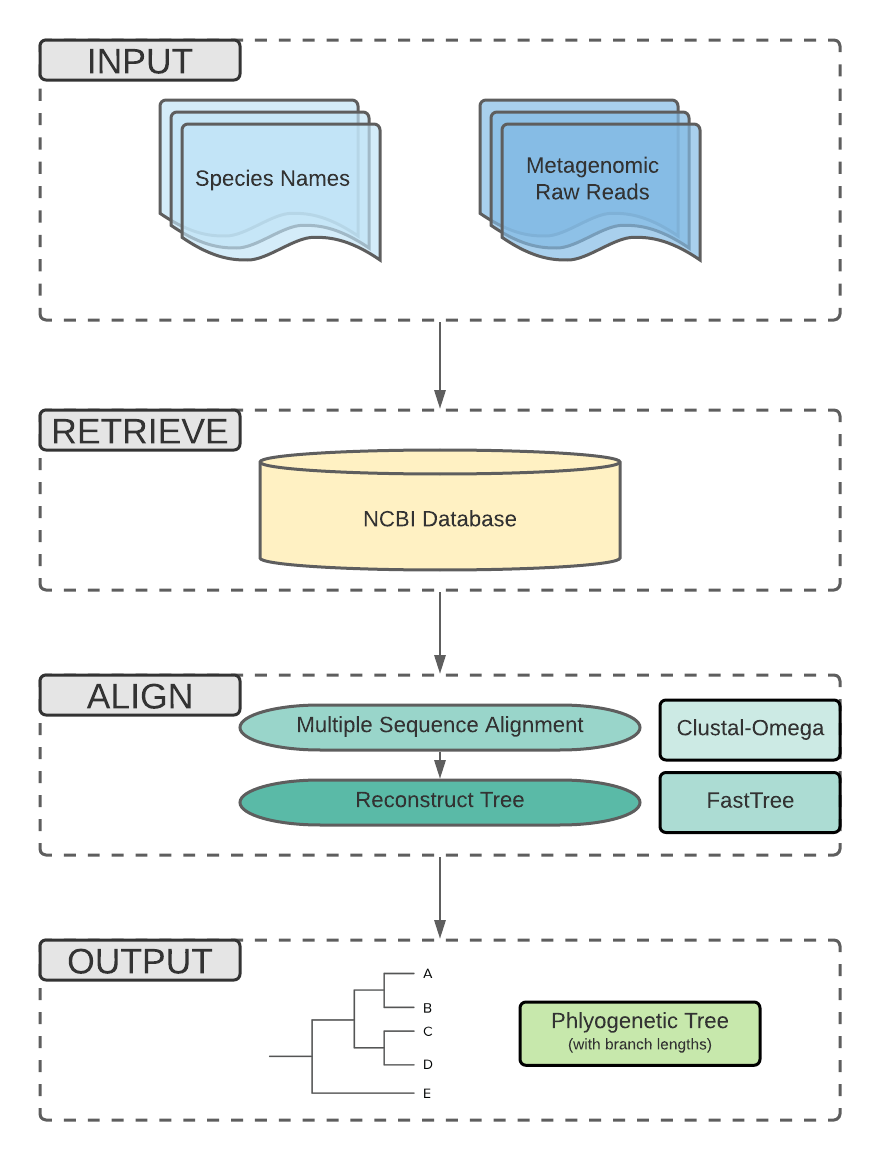 INPUT
Species Names
Metagenomic
Raw Reads
RETRIEVE
NCBI Database
ALIGN
Multiple Sequence Alignment
Clustal-Omega
Reconstruct Tree
FastTree
OUTPUT
A
B
C
D
E
Phlyogenetic Tree
(with branch lengths)